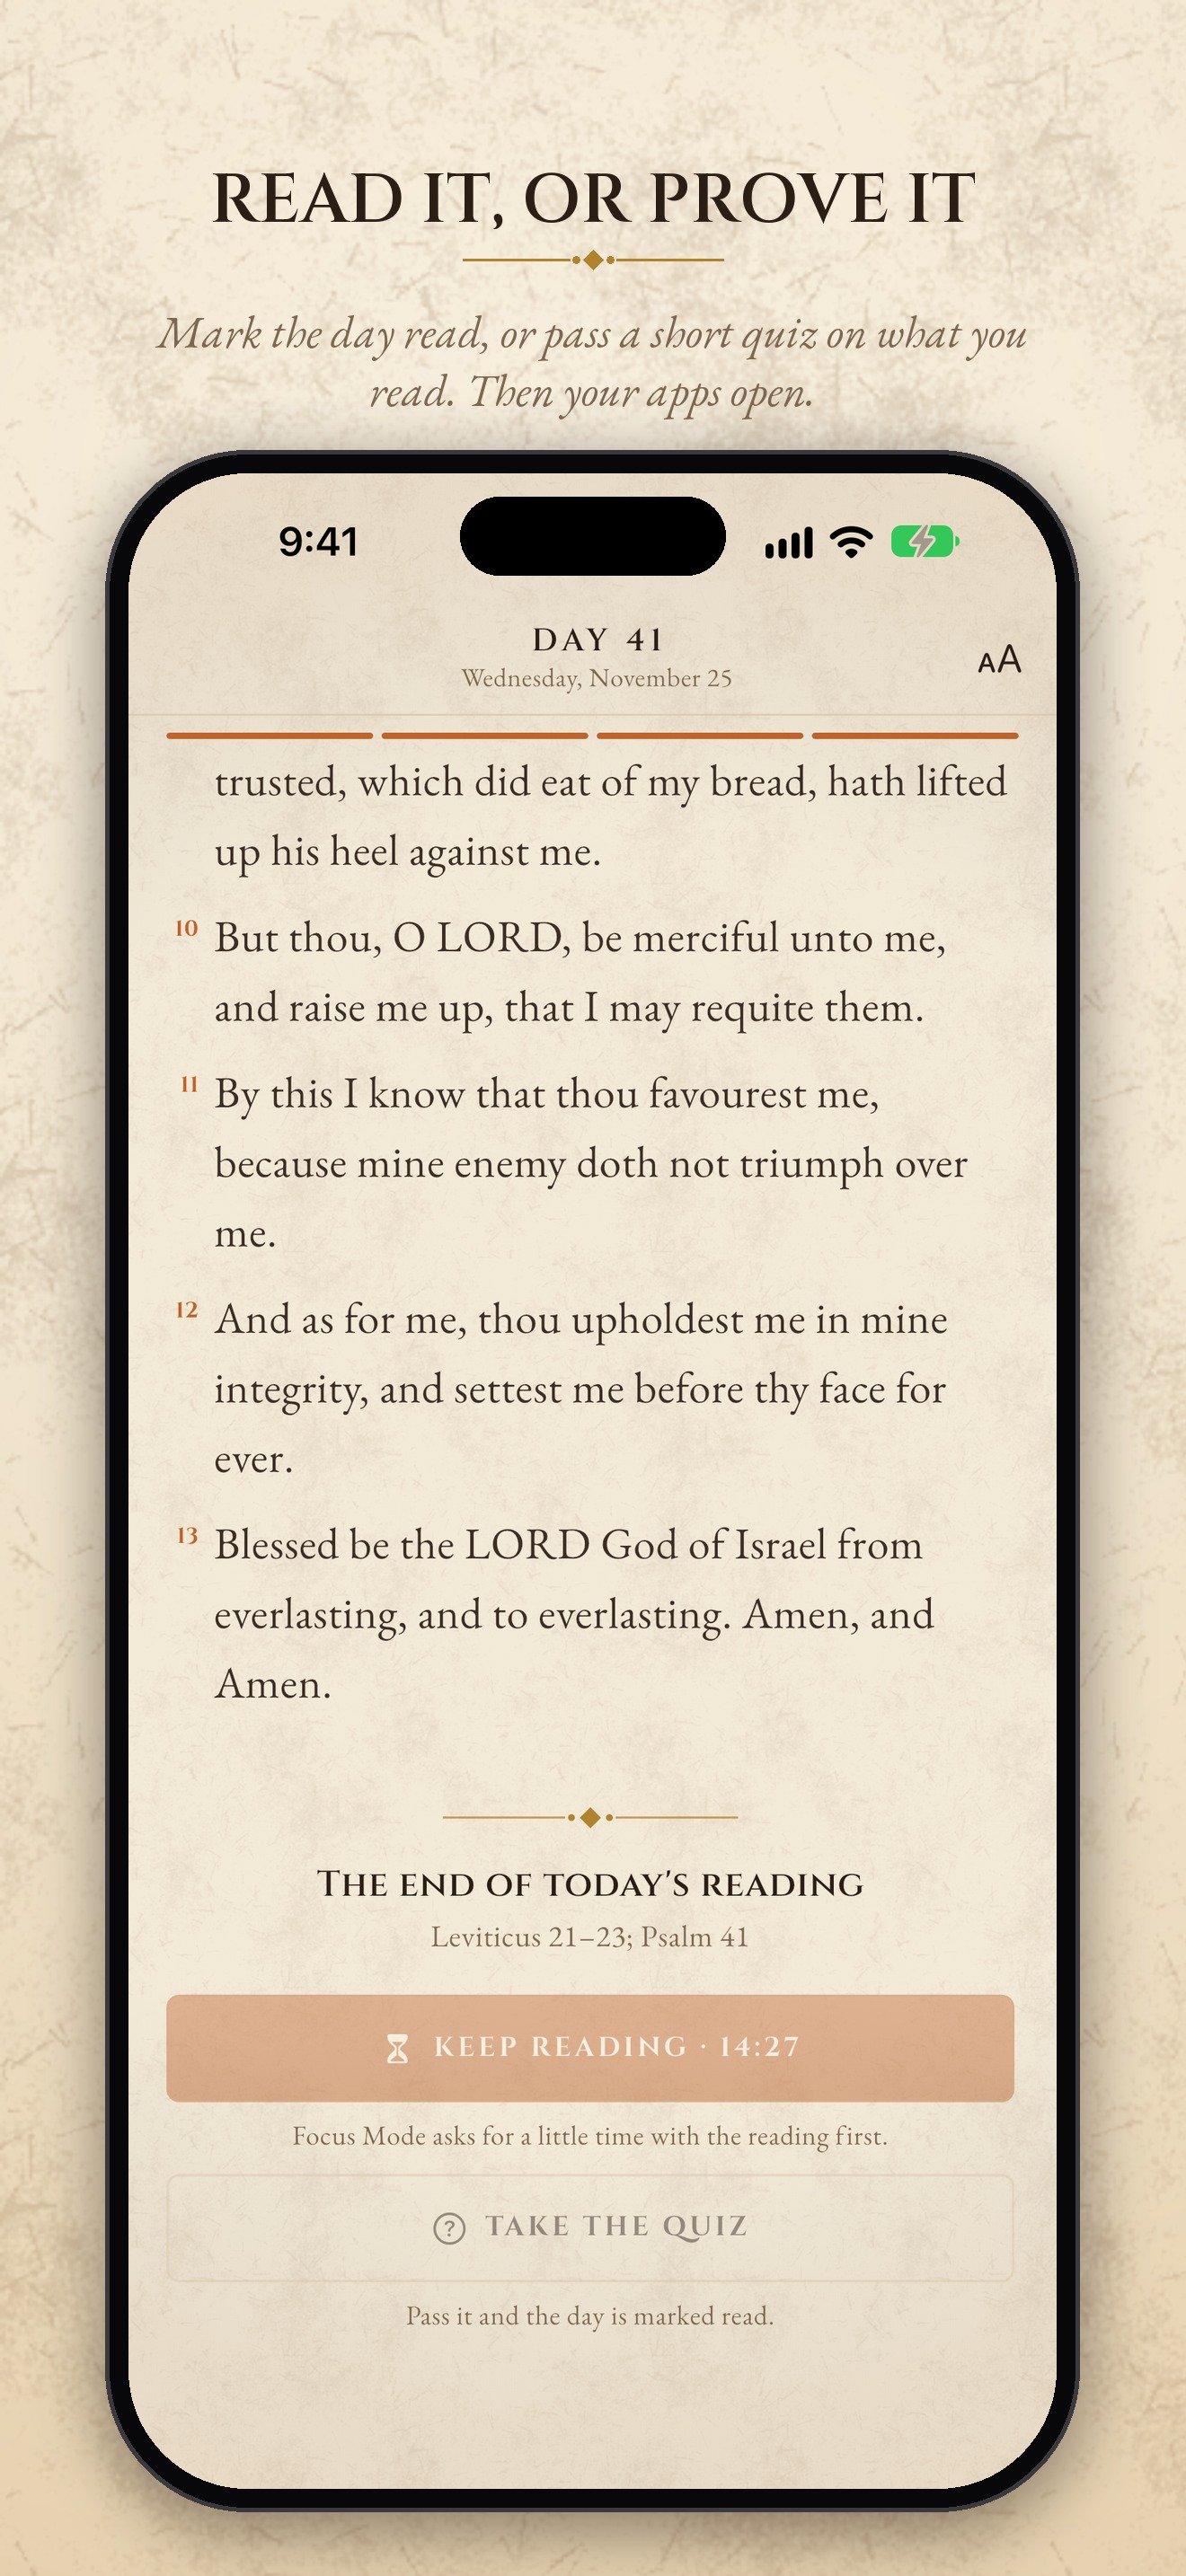 READ IT, OR PROVE IT
Mark the day read, or pass a short quiz on what you
read. Then your apps open.
9:41
DAY 41
Wednesday, November 25
AA
trusted, which did eat of my bread, hath lifted
up his heel against me.
10 But thou, O LORD, be merciful unto me,
and raise me up, that I may requite them.
11 By this I know that thou favourest me,
because mine enemy doth not triumph over
me.
12 And as for me, thou upholdest me in mine
integrity, and settest me before thy face for
ever.
13 Blessed be the LORD God of Israel from
everlasting, and to everlasting. Amen, and
Amen.
THE END OF TODAY'S READING
Leviticus 21–23; Psalm 41
KEEP READING · 14:27
Focus Mode asks for a little time with the reading first.
? TAKE THE QUIZ
Pass it and the day is marked read.